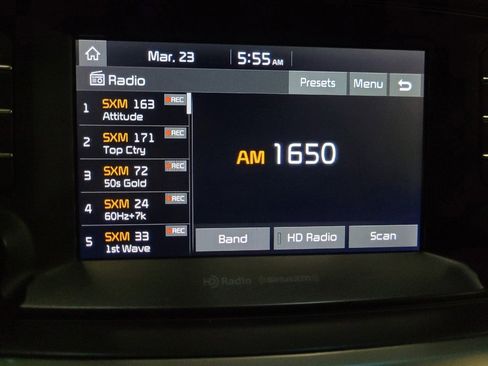 Mar. 23
5:55 AM
Radio
Presets
Menu
1 SXM 163 REC
Attitude
2 SXM 171 REC
Top Ctry
3 SXM 72 REC
50s Gold
4 SXM 24 REC
60Hz+7k
5 SXM 33 REC
1st Wave
AM 1650
Band
HD Radio
Scan
HD Radio